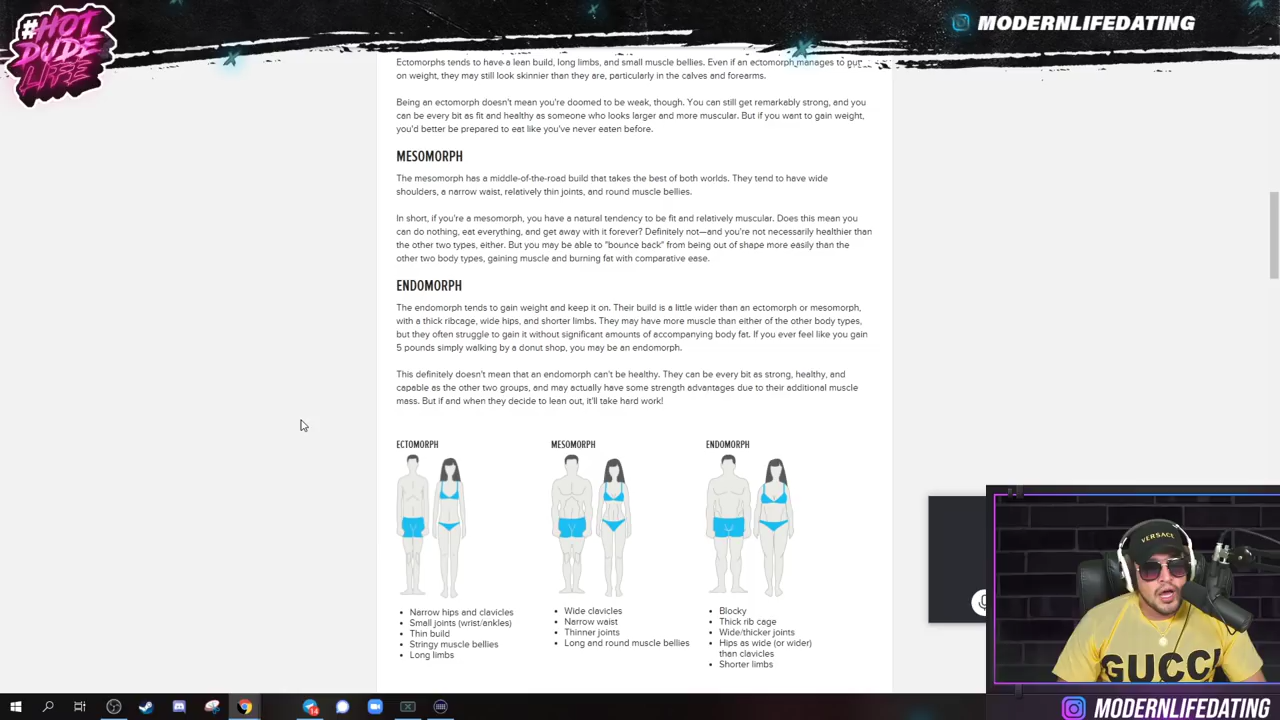 #HOT
DUDE
LIFE
MODERNLIFEDATING
Ectomorphs tends to have a lean build, long limbs, and small muscle bellies. Even if an ectomorph manages to put
on weight, they may still look skinnier than they are, particularly in the calves and forearms.
Being an ectomorph doesn't mean you're doomed to be weak, though. You can still get remarkably strong, and you
can be every bit as fit and healthy as someone who looks larger and more muscular. But if you want to gain weight,
you'd better be prepared to eat like you've never eaten before.
MESOMORPH
The mesomorph has a middle-of-the-road build that takes the best of both worlds. They tend to have wide
shoulders, a narrow waist, relatively thin joints, and round muscle bellies.
In short, if you're a mesomorph, you have a natural tendency to be fit and relatively muscular. Does this mean you
can do nothing, eat everything, and get away with it forever? Definitely not—and you're not necessarily healthier than
the other two types, either. But you may be able to "bounce back" from being out of shape more easily than the
other two body types, gaining muscle and burning fat with comparative ease.
ENDOMORPH
The endomorph tends to gain weight and keep it on. Their build is a little wider than an ectomorph or mesomorph,
with a thick ribcage, wide hips, and shorter limbs. They may have more muscle than either of the other body types,
but they often struggle to gain it without significant amounts of accompanying body fat. If you ever feel like you gain
5 pounds simply walking by a donut shop, you may be an endomorph.
This definitely doesn't mean that an endomorph can't be healthy. They can be every bit as strong, healthy, and
capable as the other two groups, and may actually have some strength advantages due to their additional muscle
mass. But if and when they decide to lean out, it'll take hard work!
ECTOMORPH
• Narrow hips and clavicles
• Small joints (wrist/ankles)
• Thin build
• Stringy muscle bellies
• Long limbs
MESOMORPH
• Wide clavicles
• Narrow waist
• Thinner joints
• Long and round muscle bellies
ENDOMORPH
• Blocky
• Thick rib cage
• Wide/thicker joints
• Hips as wide (or wider)
than clavicles
• Shorter limbs
VERSACE
GUCCI
14
MODERNLIFEDATING